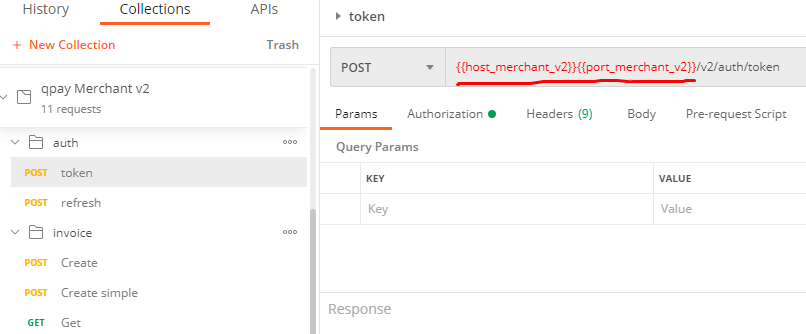 History
Collections
APIs
+ New Collection
Trash
qpay Merchant v2
11 requests
auth
POST token
POST refresh
invoice
POST Create
POST Create simple
GET Get
token
POST {{host_merchant_v2}}{{port_merchant_v2}}/v2/auth/token
Params
Authorization
Headers (9)
Body
Pre-request Script
Query Params
KEY VALUE
Key Value
Response